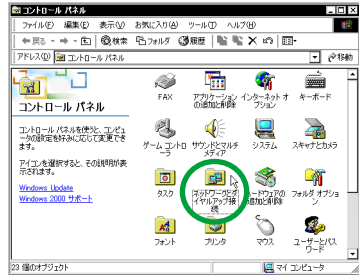 コントロール パネル
ファイル(F) 編集(E) 表示(V) お気に入り(A) ツール(T) ヘルプ(H)
戻る 検索 フォルダ 履歴
アドレス(D) コントロール パネル 移動
コントロール パネル
コントロール パネルを使うと、コンピュ
ータの設定を好みに応じて変更でき
ます。
アイコンを選択すると、その説明が表
示されます。
Windows Update
Windows 2000 サポート
FAX
アプリケーション
の追加と削除
インターネット オ
プション
キーボード
ゲーム コントロ
ーラ
サウンドとマルチ
メディア
システム
スキャナとカメラ
タスク
ネットワークとダ
イヤルアップ接
続
ハードウェアの
追加と削除
フォルダ オプショ
ン
フォント
プリンタ
マウス
ユーザーとパス
ワード
23 個のオブジェクト
マイ コンピュータ